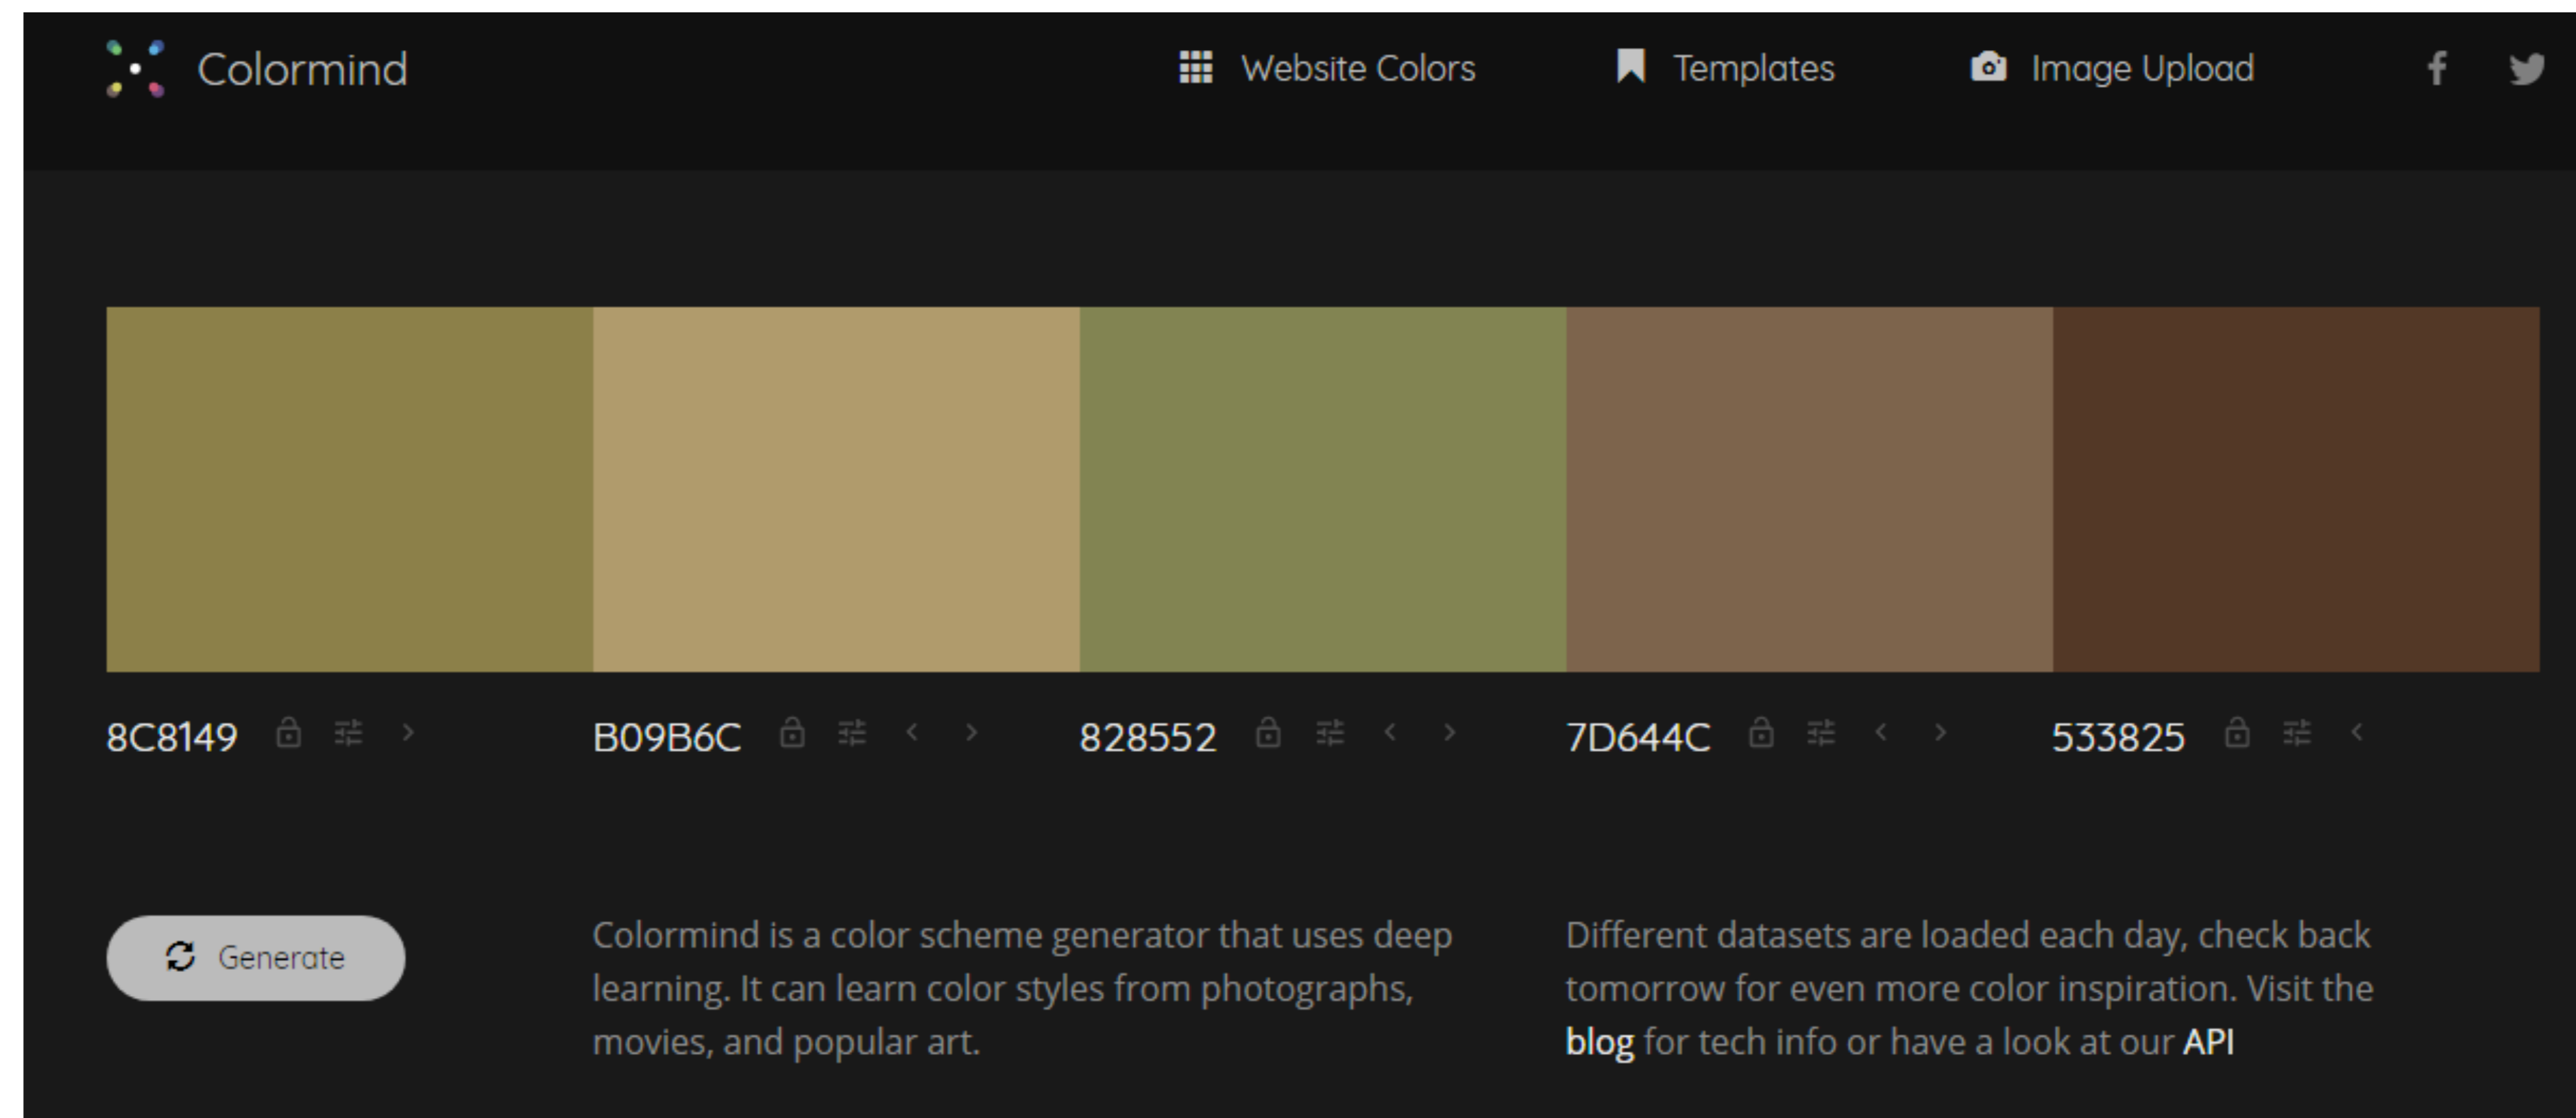 Colormind
Website Colors
Templates
Image Upload
8C8149
B09B6C
828552
7D644C
533825
Generate
Colormind is a color scheme generator that uses deep
learning. It can learn color styles from photographs,
movies, and popular art.
Different datasets are loaded each day, check back
tomorrow for even more color inspiration. Visit the
blog for tech info or have a look at our API